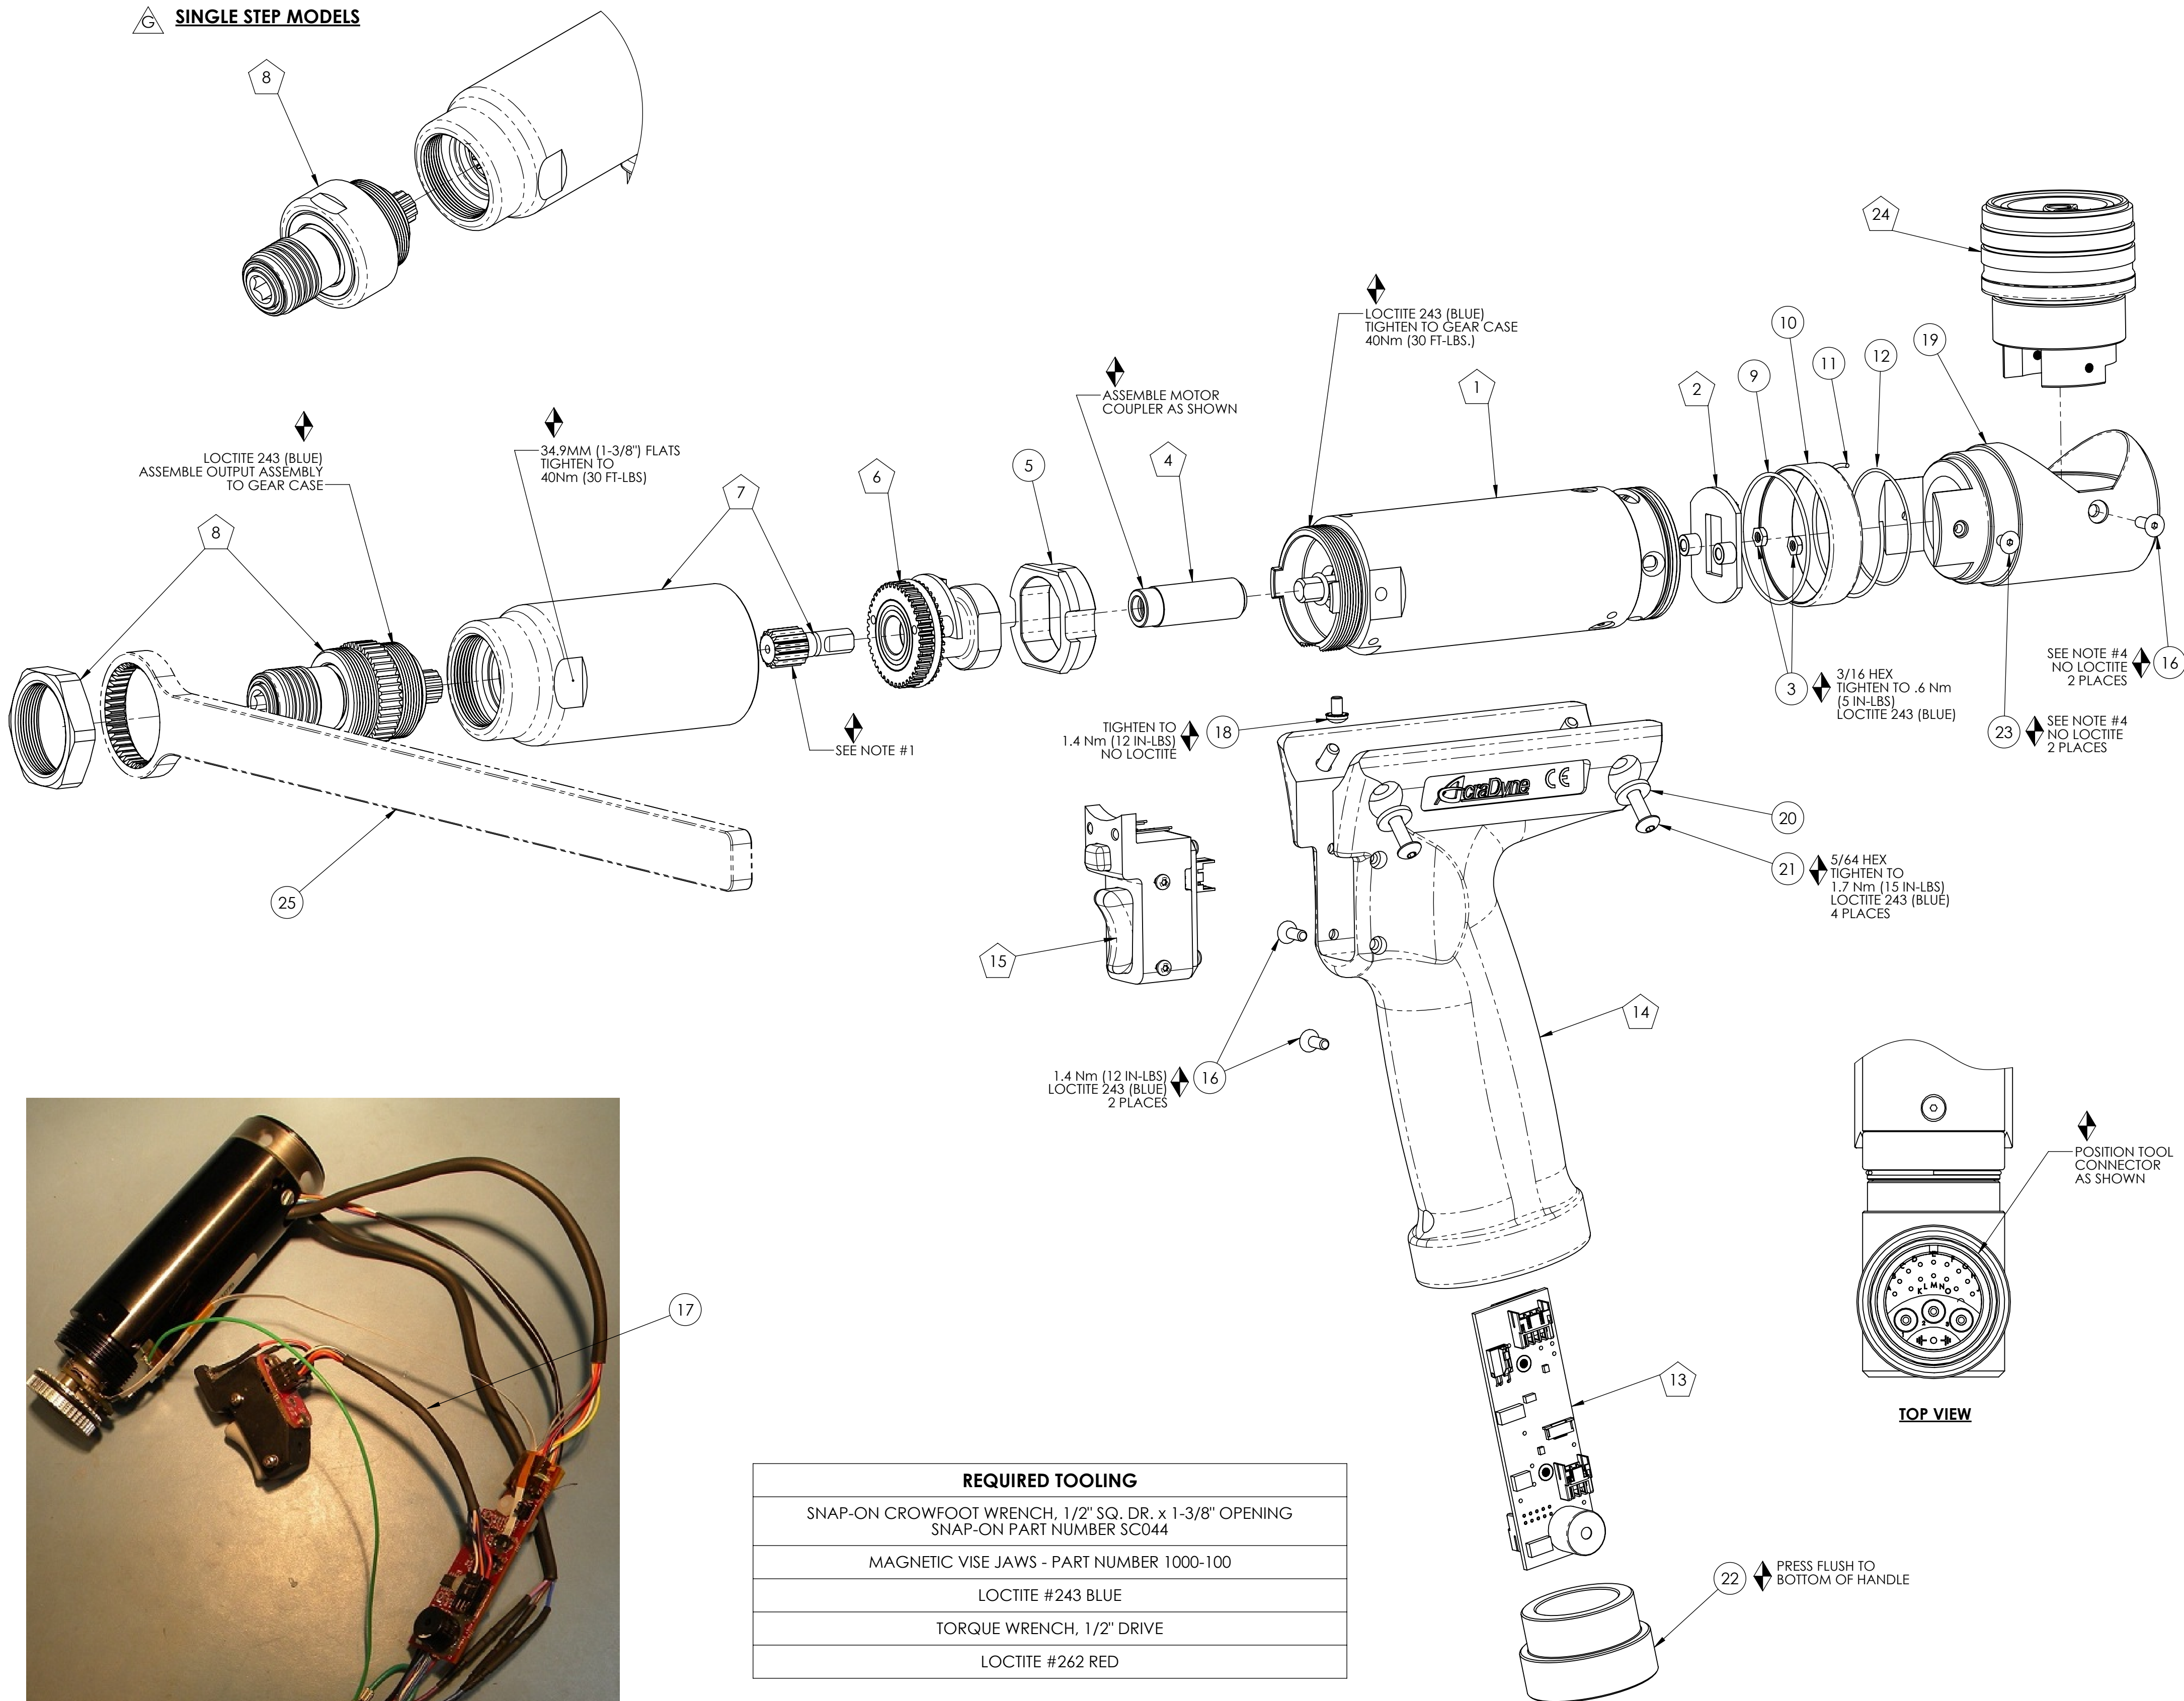 G
SINGLE STEP MODELS
8
24
LOCTITE 243 (BLUE)
TIGHTEN TO GEAR CASE
40Nm (30 FT-LBS.)
10
11
12
19
9
2
1
ASSEMBLE MOTOR
COUPLER AS SHOWN
4
5
6
7
34.9MM (1-3/8") FLATS
TIGHTEN TO
40Nm (30 FT-LBS)
LOCTITE 243 (BLUE)
ASSEMBLE OUTPUT ASSEMBLY
TO GEAR CASE
8
SEE NOTE #1
25
3
3/16 HEX
TIGHTEN TO .6 Nm
(5 IN-LBS)
LOCTITE 243 (BLUE)
SEE NOTE #4
NO LOCTITE
2 PLACES
16
23
SEE NOTE #4
NO LOCTITE
2 PLACES
TIGHTEN TO
1.4 Nm (12 IN-LBS)
NO LOCTITE
18
AcraDyne CE
20
21
5/64 HEX
TIGHTEN TO
1.7 Nm (15 IN-LBS)
LOCTITE 243 (BLUE)
4 PLACES
15
14
1.4 Nm (12 IN-LBS)
LOCTITE 243 (BLUE)
2 PLACES
16
POSITION TOOL
CONNECTOR
AS SHOWN
K L M N
TOP VIEW
17
13
22
PRESS FLUSH TO
BOTTOM OF HANDLE
REQUIRED TOOLING
SNAP-ON CROWFOOT WRENCH, 1/2" SQ. DR. x 1-3/8" OPENING
SNAP-ON PART NUMBER SC044
MAGNETIC VISE JAWS - PART NUMBER 1000-100
LOCTITE #243 BLUE
TORQUE WRENCH, 1/2" DRIVE
LOCTITE #262 RED